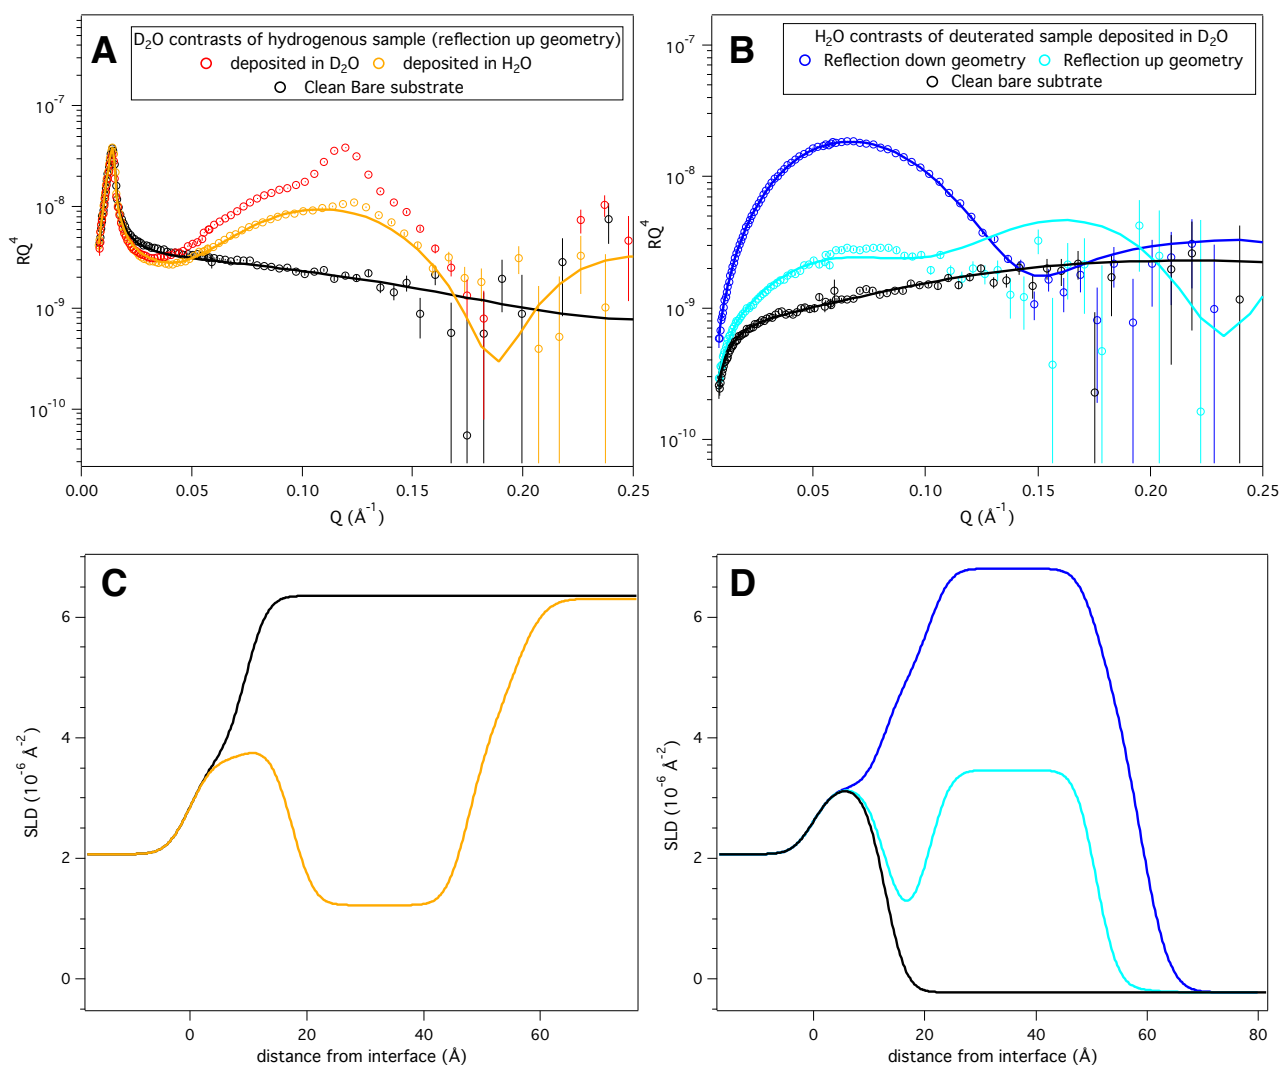 A
D₂O contrasts of hydrogenous sample (reflection up geometry)
deposited in D₂O deposited in H₂O
Clean Bare substrate
10⁻⁷
10⁻⁸
10⁻⁹
10⁻¹⁰
RQ⁴
0.00 0.05 0.10 0.15 0.20 0.25
Q (Å⁻¹)
B
H₂O contrasts of deuterated sample deposited in D₂O
Reflection down geometry Reflection up geometry
Clean bare subtrate
10⁻⁷
10⁻⁸
10⁻⁹
10⁻¹⁰
RQ⁴
0.05 0.10 0.15 0.20 0.25
Q (Å⁻¹)
C
6
4
2
0
SLD (10⁻⁶ Å⁻²)
0 20 40 60
distance from interface (Å)
D
6
4
2
0
SLD (10⁻⁶ Å⁻²)
0 20 40 60 80
distance from interface (Å)